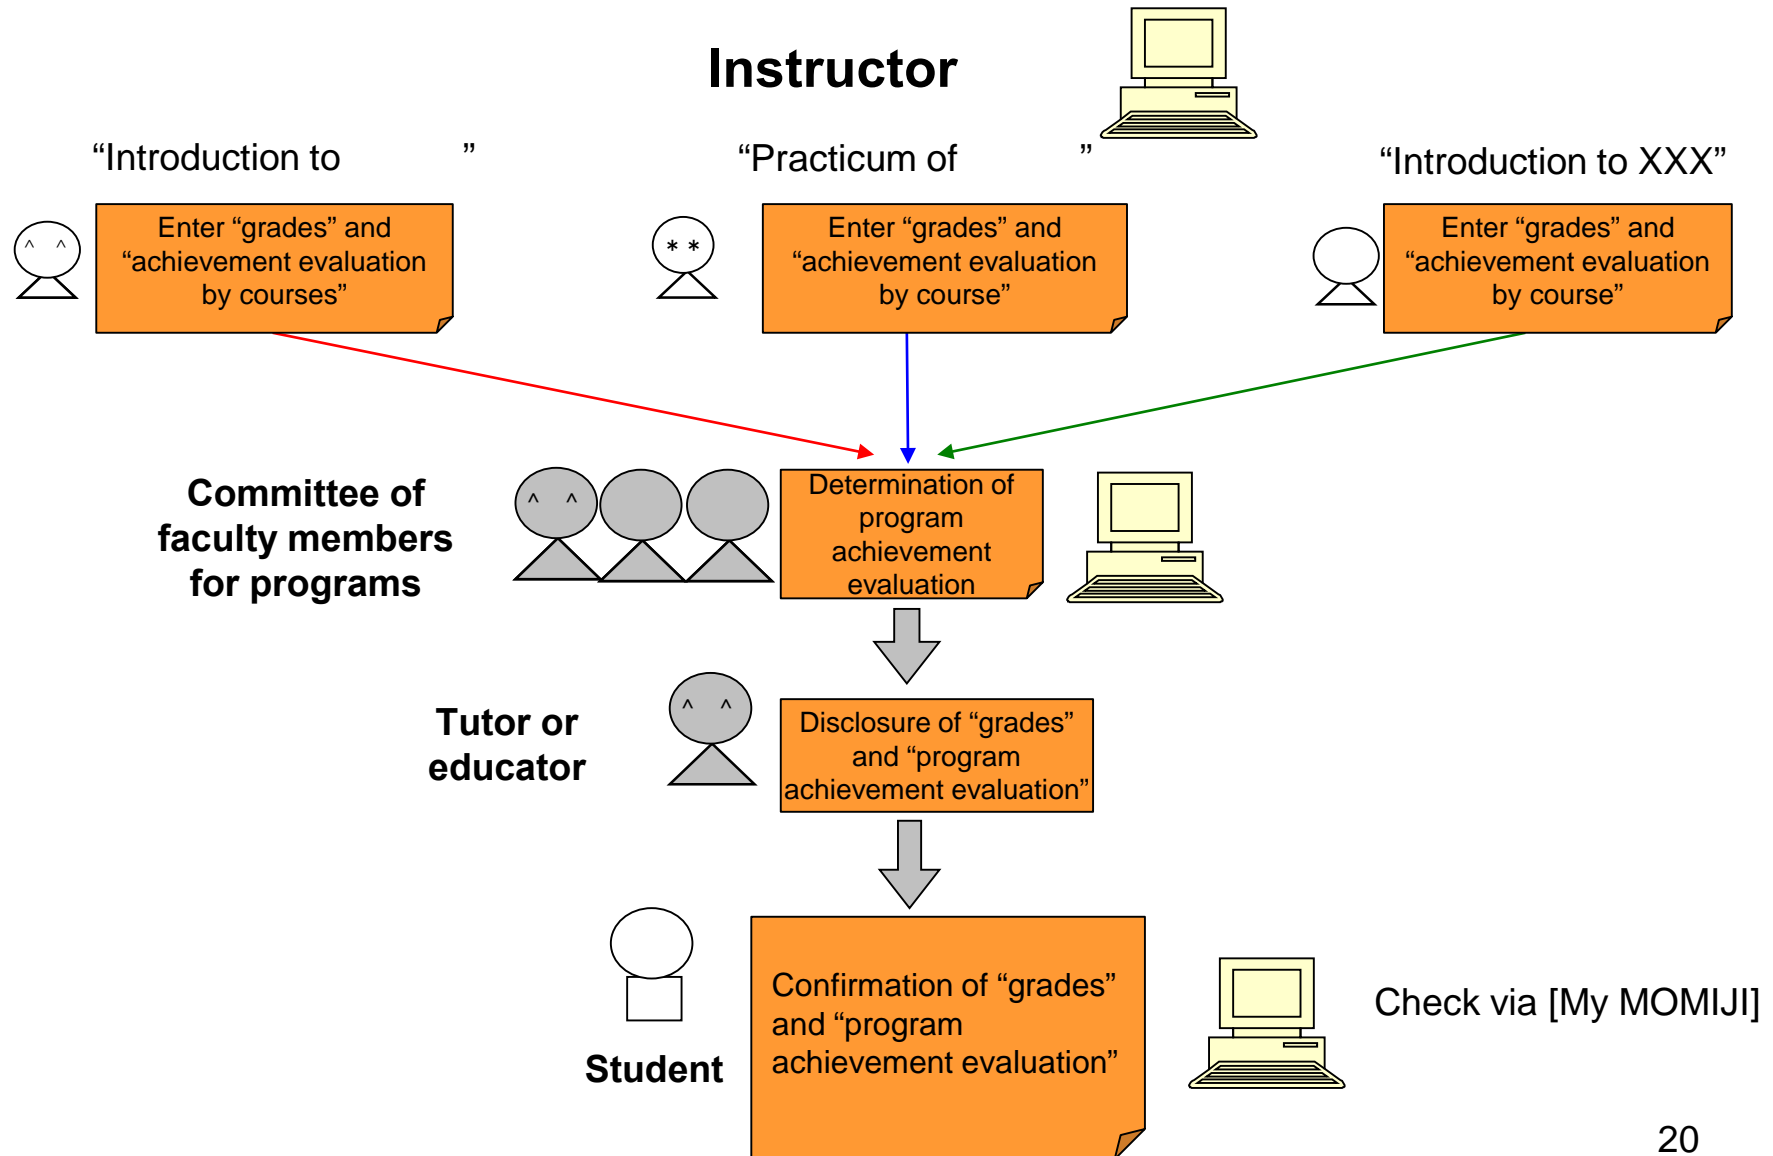 Instructor
“Introduction to ”
“Practicum of ”
“Introduction to XXX”
Enter “grades” and
“achievement evaluation
by courses”
Enter “grades” and
“achievement evaluation
by course”
Enter “grades” and
“achievement evaluation
by course”
^ ^
* *
Committee of
faculty members
for programs
^ ^
Determination of
program
achievement
evaluation
Tutor or
educator
^ ^
Disclosure of “grades”
and “program
achievement evaluation”
Student
Confirmation of “grades”
and “program
achievement evaluation”
Check via [My MOMIJI]
20